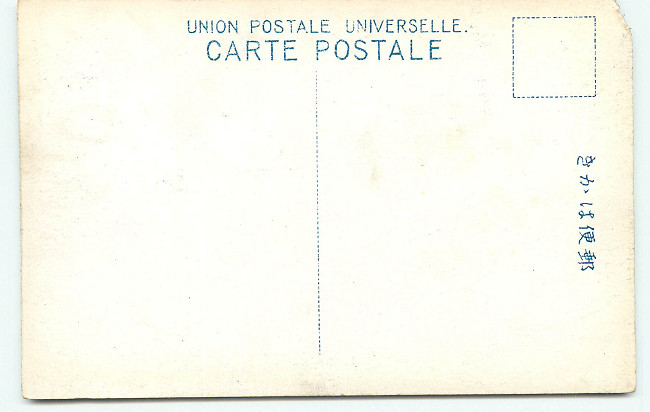 UNION POSTALE UNIVERSELLE.
CARTE POSTALE
郵便はかき